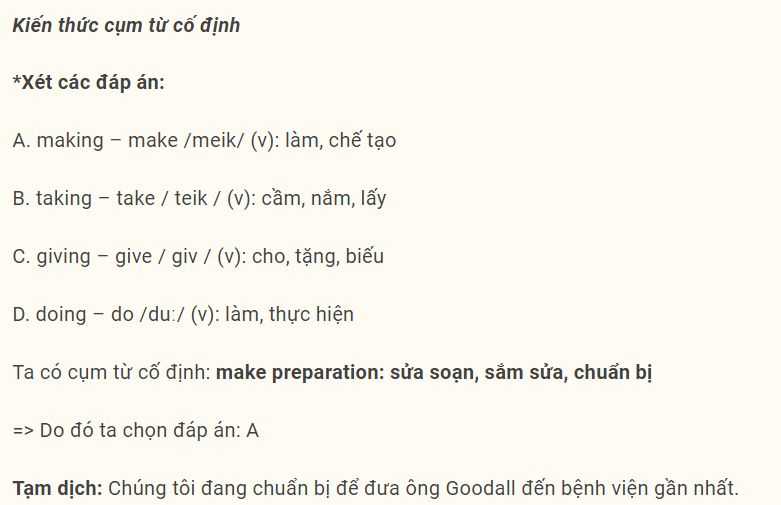 Kiến thức cụm từ cố định
*Xét các đáp án:
A. making – make /meik/ (v): làm, chế tạo
B. taking – take / teik / (v): cầm, nắm, lấy
C. giving – give / giv / (v): cho, tặng, biếu
D. doing – do /duː/ (v): làm, thực hiện
Ta có cụm từ cố định: make preparation: sửa soạn, sắm sửa, chuẩn bị
=> Do đó ta chọn đáp án: A
Tạm dịch: Chúng tôi đang chuẩn bị để đưa ông Goodall đến bệnh viện gần nhất.